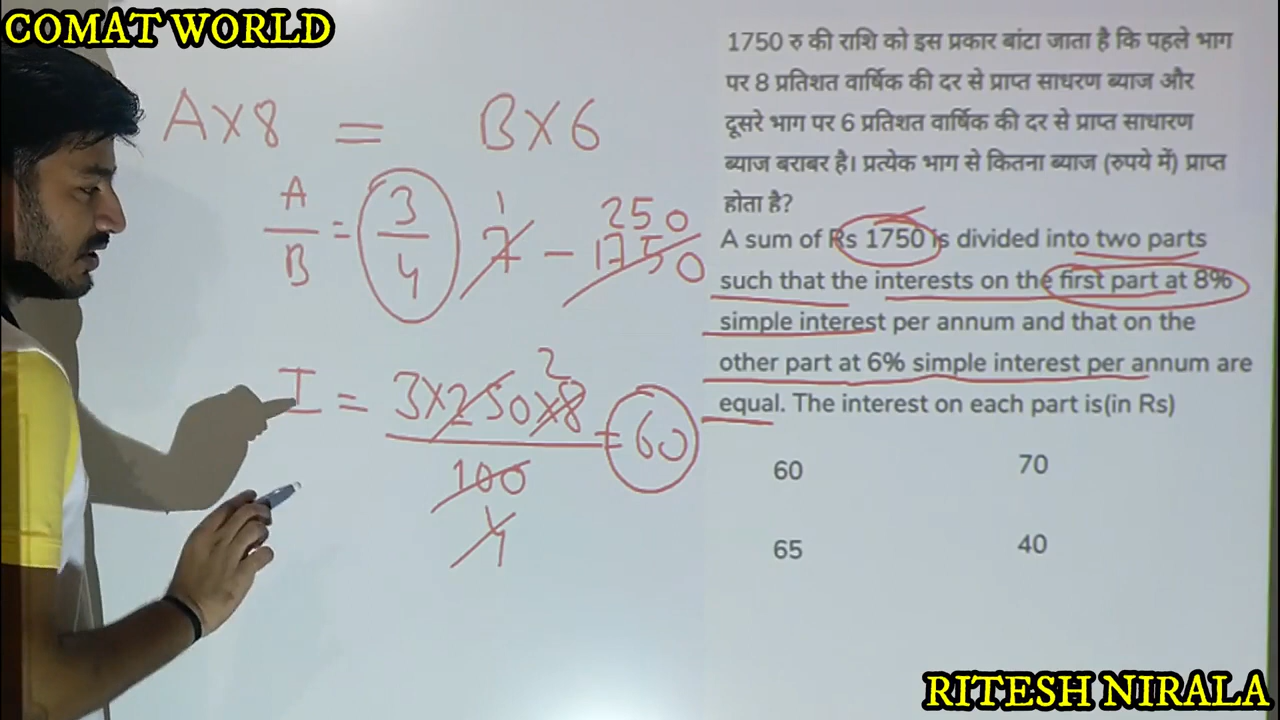 COMAT WORLD
A×8 = B×6
A/B = 3/4
1
7 – 1750
250
I = 3×250×8/100 = 60
2
4
1750 रु की राशि को इस प्रकार बांटा जाता है कि पहले भाग
पर 8 प्रतिशत वार्षिक की दर से प्राप्त साधरण ब्याज और
दूसरे भाग पर 6 प्रतिशत वार्षिक की दर से प्राप्त साधारण
ब्याज बराबर है। प्रत्येक भाग से कितना ब्याज (रुपये में) प्राप्त
होता है?
A sum of Rs 1750 is divided into two parts
such that the interests on the first part at 8%
simple interest per annum and that on the
other part at 6% simple interest per annum are
equal. The interest on each part is(in Rs)
60 70
65 40
RITESH NIRALA